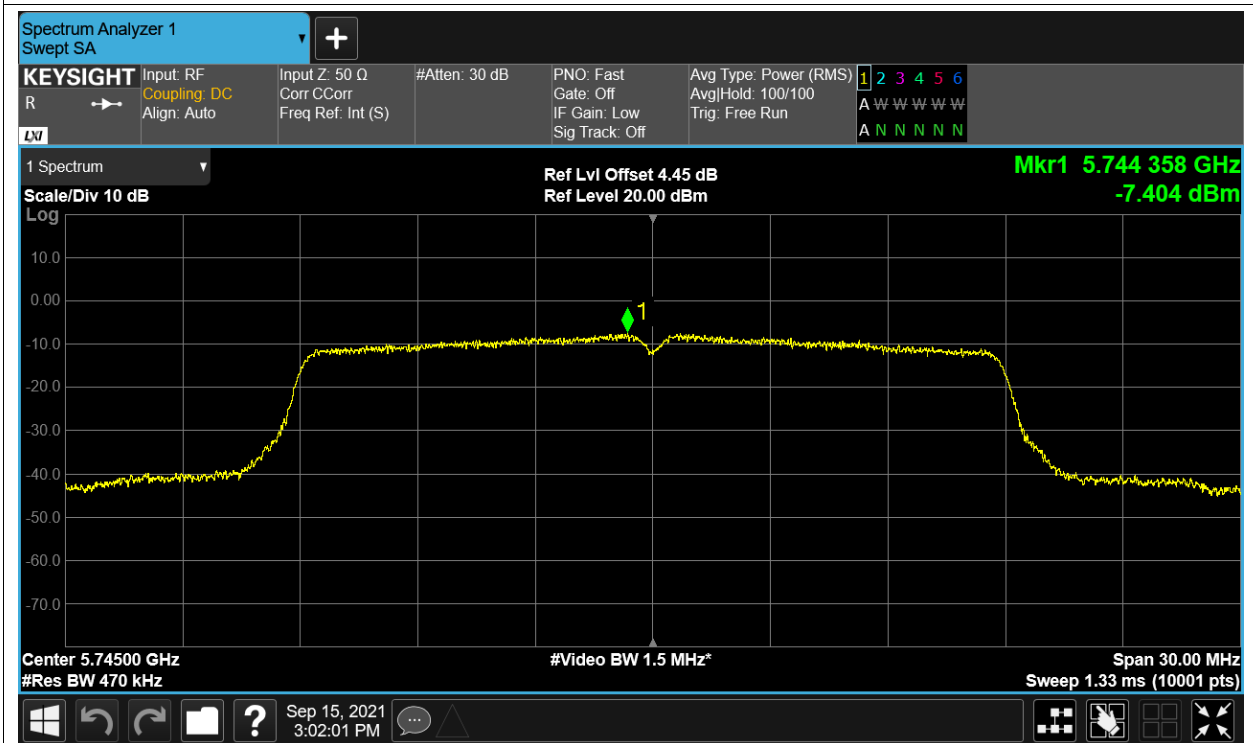 Spectrum Analyzer 1
Swept SA
KEYSIGHT
R
LXI
Input: RF
Coupling: DC
Align: Auto
Input Z: 50 Ω
Corr CCorr
Freq Ref: Int (S)
#Atten: 30 dB
PNO: Fast
Gate: Off
IF Gain: Low
Sig Track: Off
Avg Type: Power (RMS)
Avg|Hold: 100/100
Trig: Free Run
1 2 3 4 5 6
A W W W W W
A N N N N N
1 Spectrum
Scale/Div 10 dB
Ref Lvl Offset 4.45 dB
Ref Level 20.00 dBm
Mkr1 5.744 358 GHz
-7.404 dBm
Log
10.0
0.00
-10.0
-20.0
-30.0
-40.0
-50.0
-60.0
-70.0
1
Center 5.74500 GHz
#Res BW 470 kHz
#Video BW 1.5 MHz*
Span 30.00 MHz
Sweep 1.33 ms (10001 pts)
?
Sep 15, 2021
3:02:01 PM